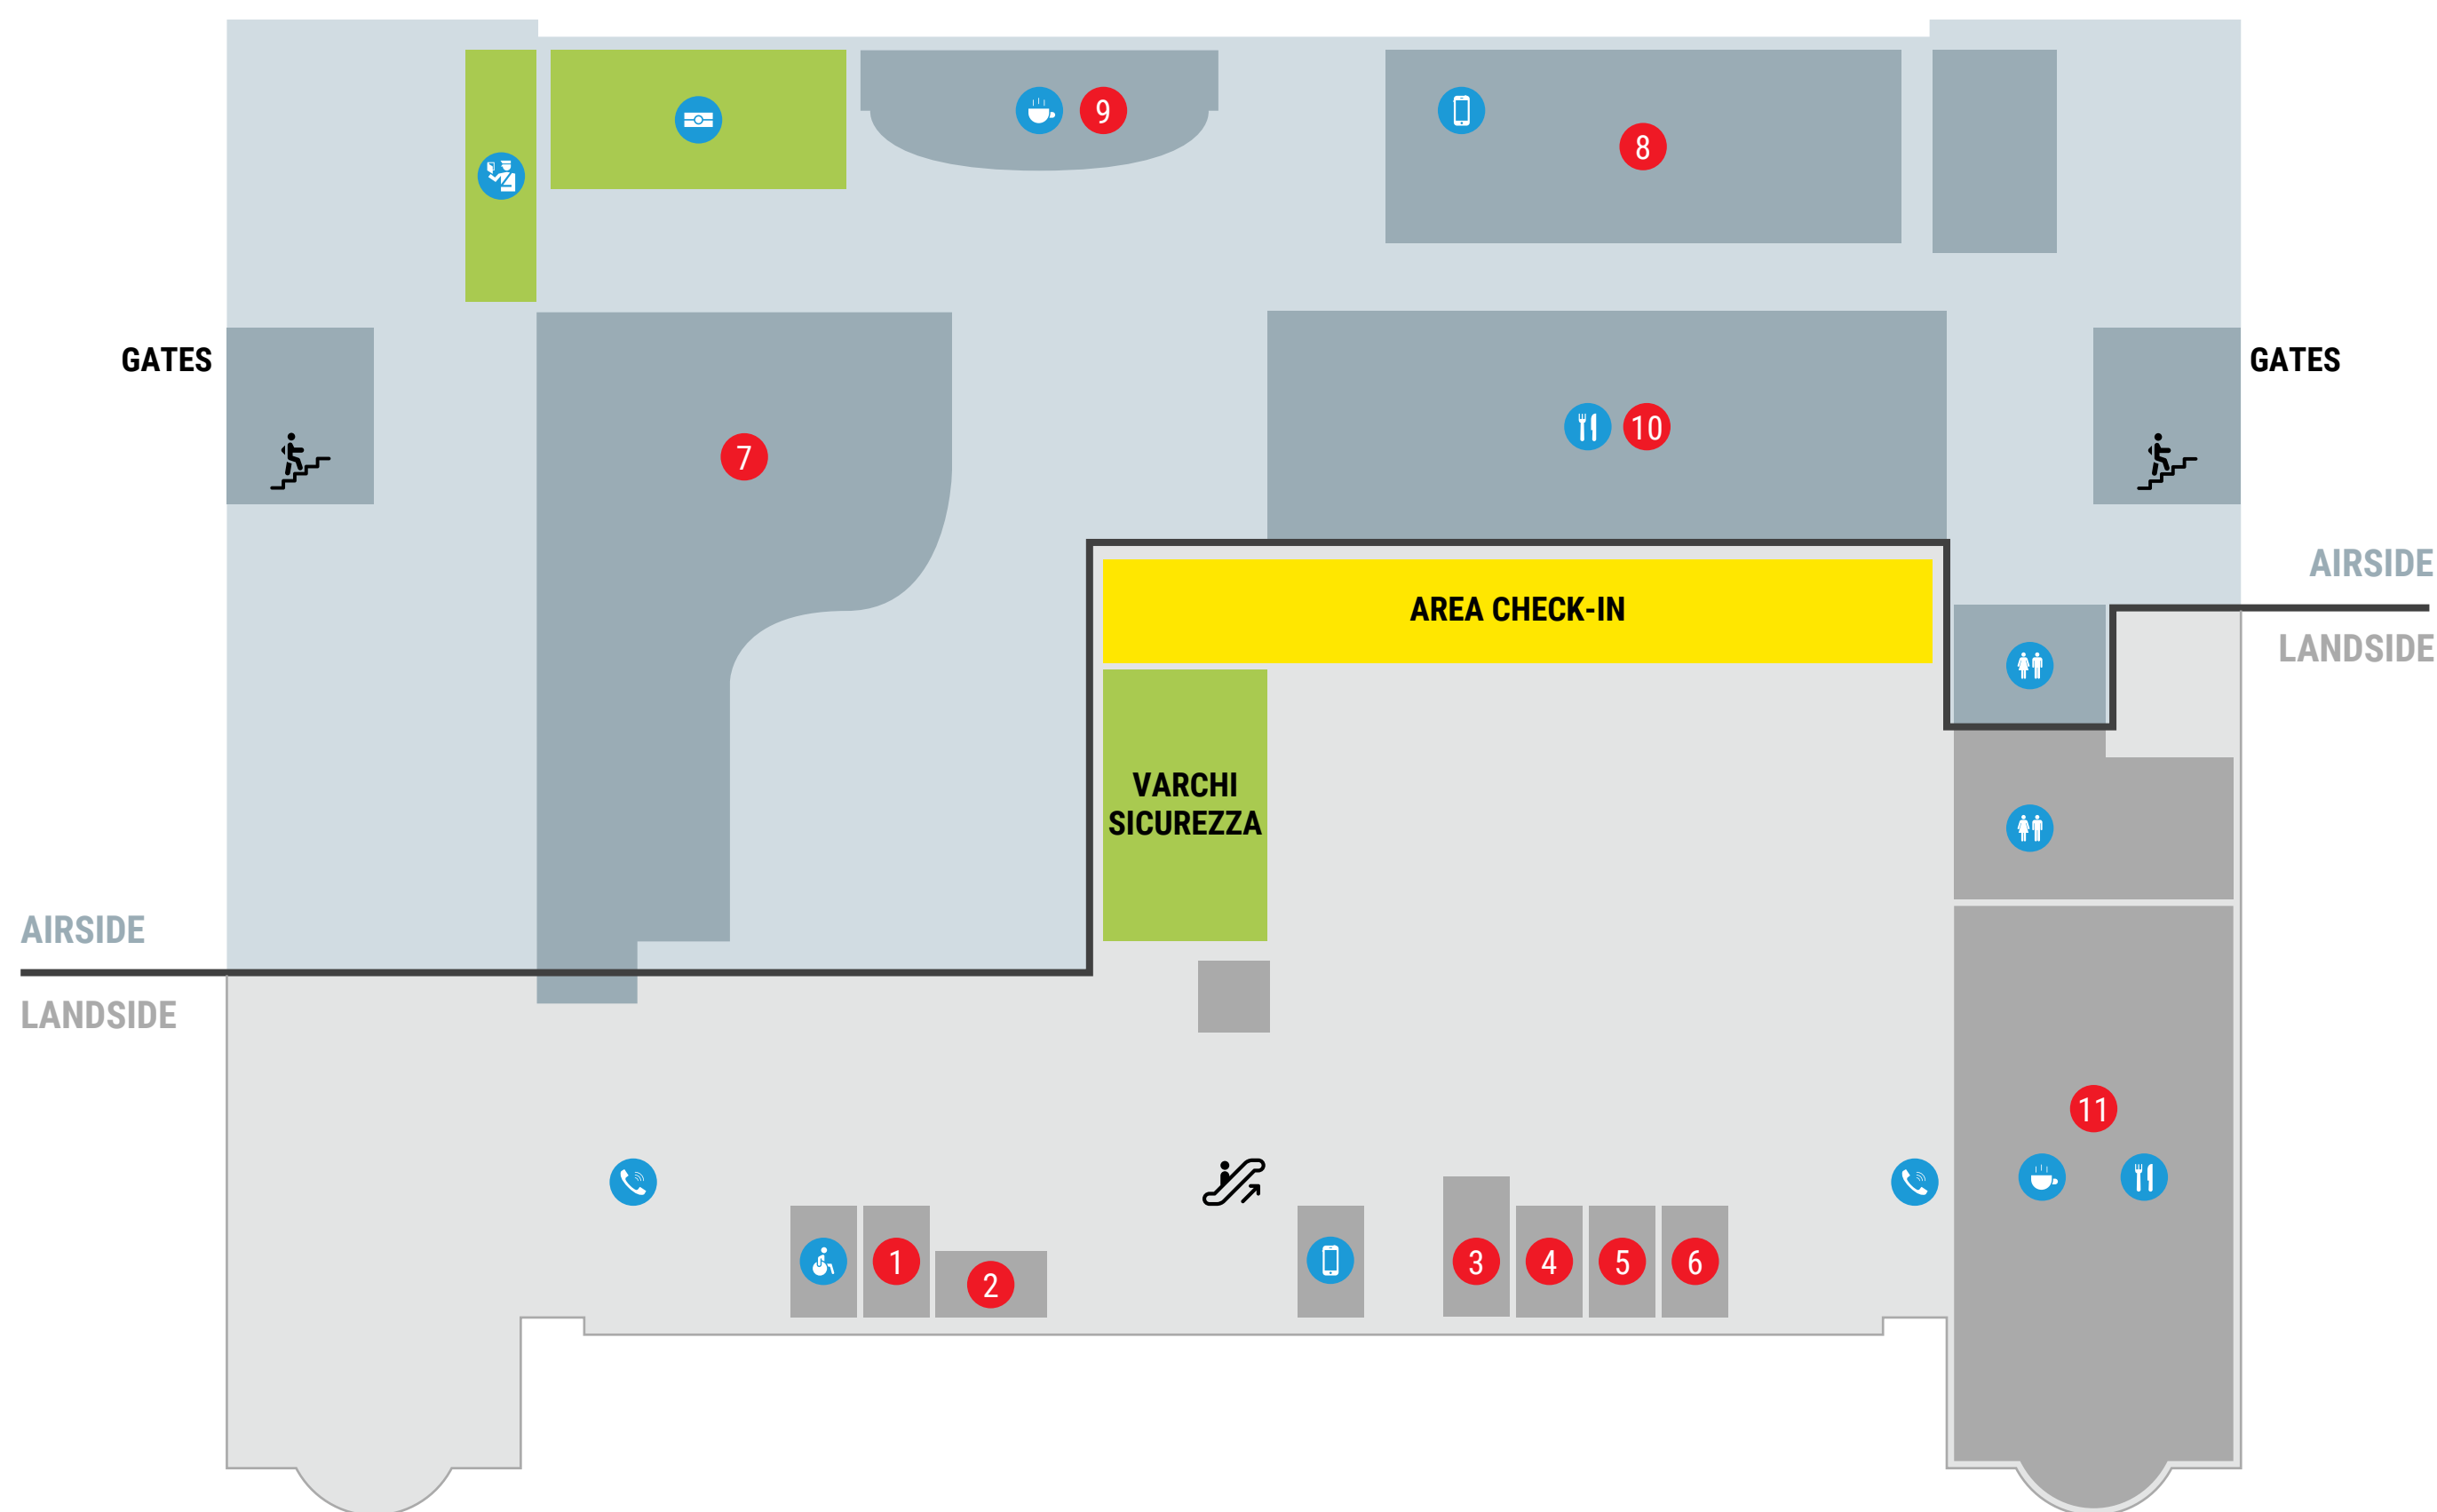 9
8
GATES
GATES
7
10
AIRSIDE
AREA CHECK-IN
LANDSIDE
VARCHI
SICUREZZA
AIRSIDE
LANDSIDE
11
1
2
3
4
5
6